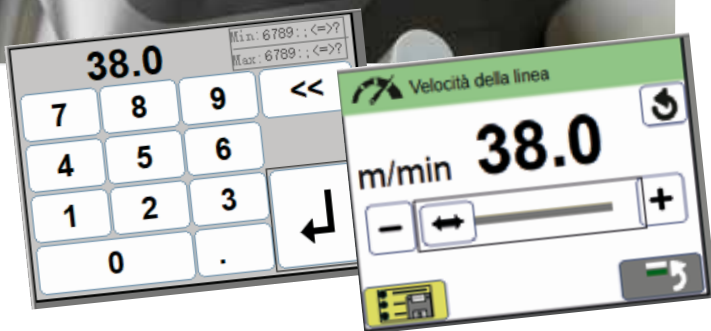 38.0
Min:6789:;<=>?
Max:6789:;<=>?
7 8 9 <<
4 5 6
1 2 3
0 .
Velocità della linea
m/min 38.0
- +